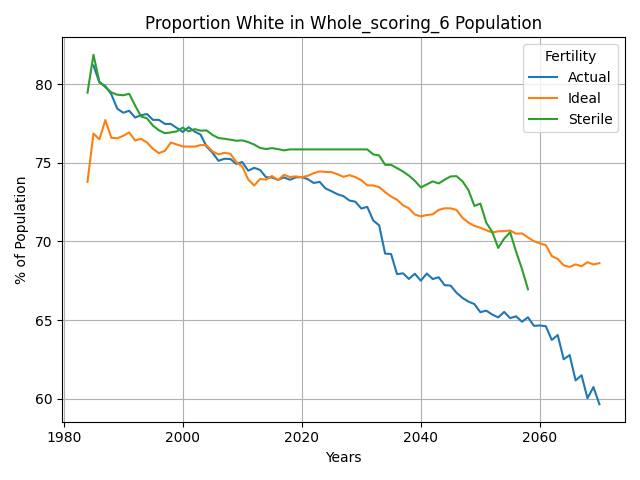 Proportion White in Whole_scoring_6 Population
Fertility
Actual
Ideal
Sterile
% of Population
80
75
70
65
60
1980
2000
2020
2040
2060
Years